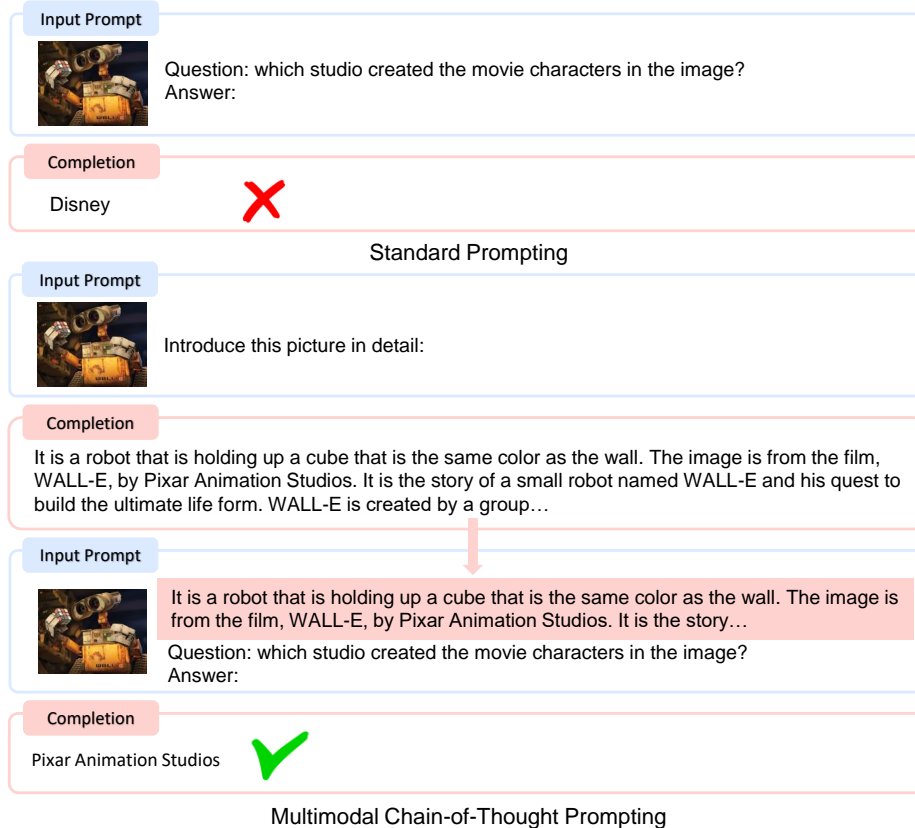 Input Prompt
Question: which studio created the movie characters in the image?
Answer:
WALL·E
Completion
Disney
Standard Prompting
Input Prompt
Introduce this picture in detail:
WALL·E
Completion
It is a robot that is holding up a cube that is the same color as the wall. The image is from the film,
WALL-E, by Pixar Animation Studios. It is the story of a small robot named WALL-E and his quest to
build the ultimate life form. WALL-E is created by a group…
Input Prompt
It is a robot that is holding up a cube that is the same color as the wall. The image is
from the film, WALL-E, by Pixar Animation Studios. It is the story…
Question: which studio created the movie characters in the image?
Answer:
WALL·E
Completion
Pixar Animation Studios
Multimodal Chain-of-Thought Prompting